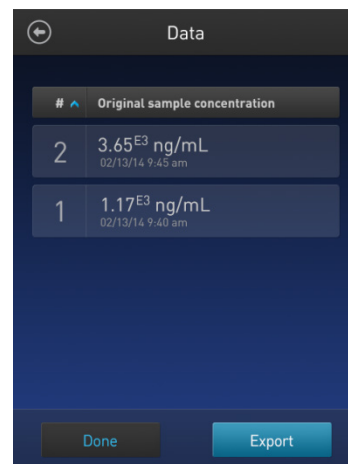 Data
# Original sample concentration
2 3.65E3 ng/mL
02/13/14 9:45 am
1 1.17E3 ng/mL
02/13/14 9:40 am
Done Export